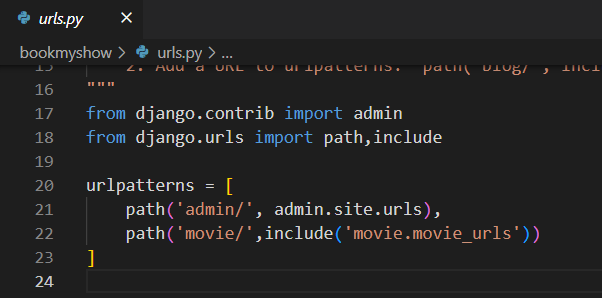 urls.py ×
bookmyshow > urls.py > ...
15 2. Add a URL to urlpatterns: path('blog/', incl
16 """
17 from django.contrib import admin
18 from django.urls import path,include
19
20 urlpatterns = [
21 path('admin/', admin.site.urls),
22 path('movie/',include('movie.movie_urls'))
23 ]
24